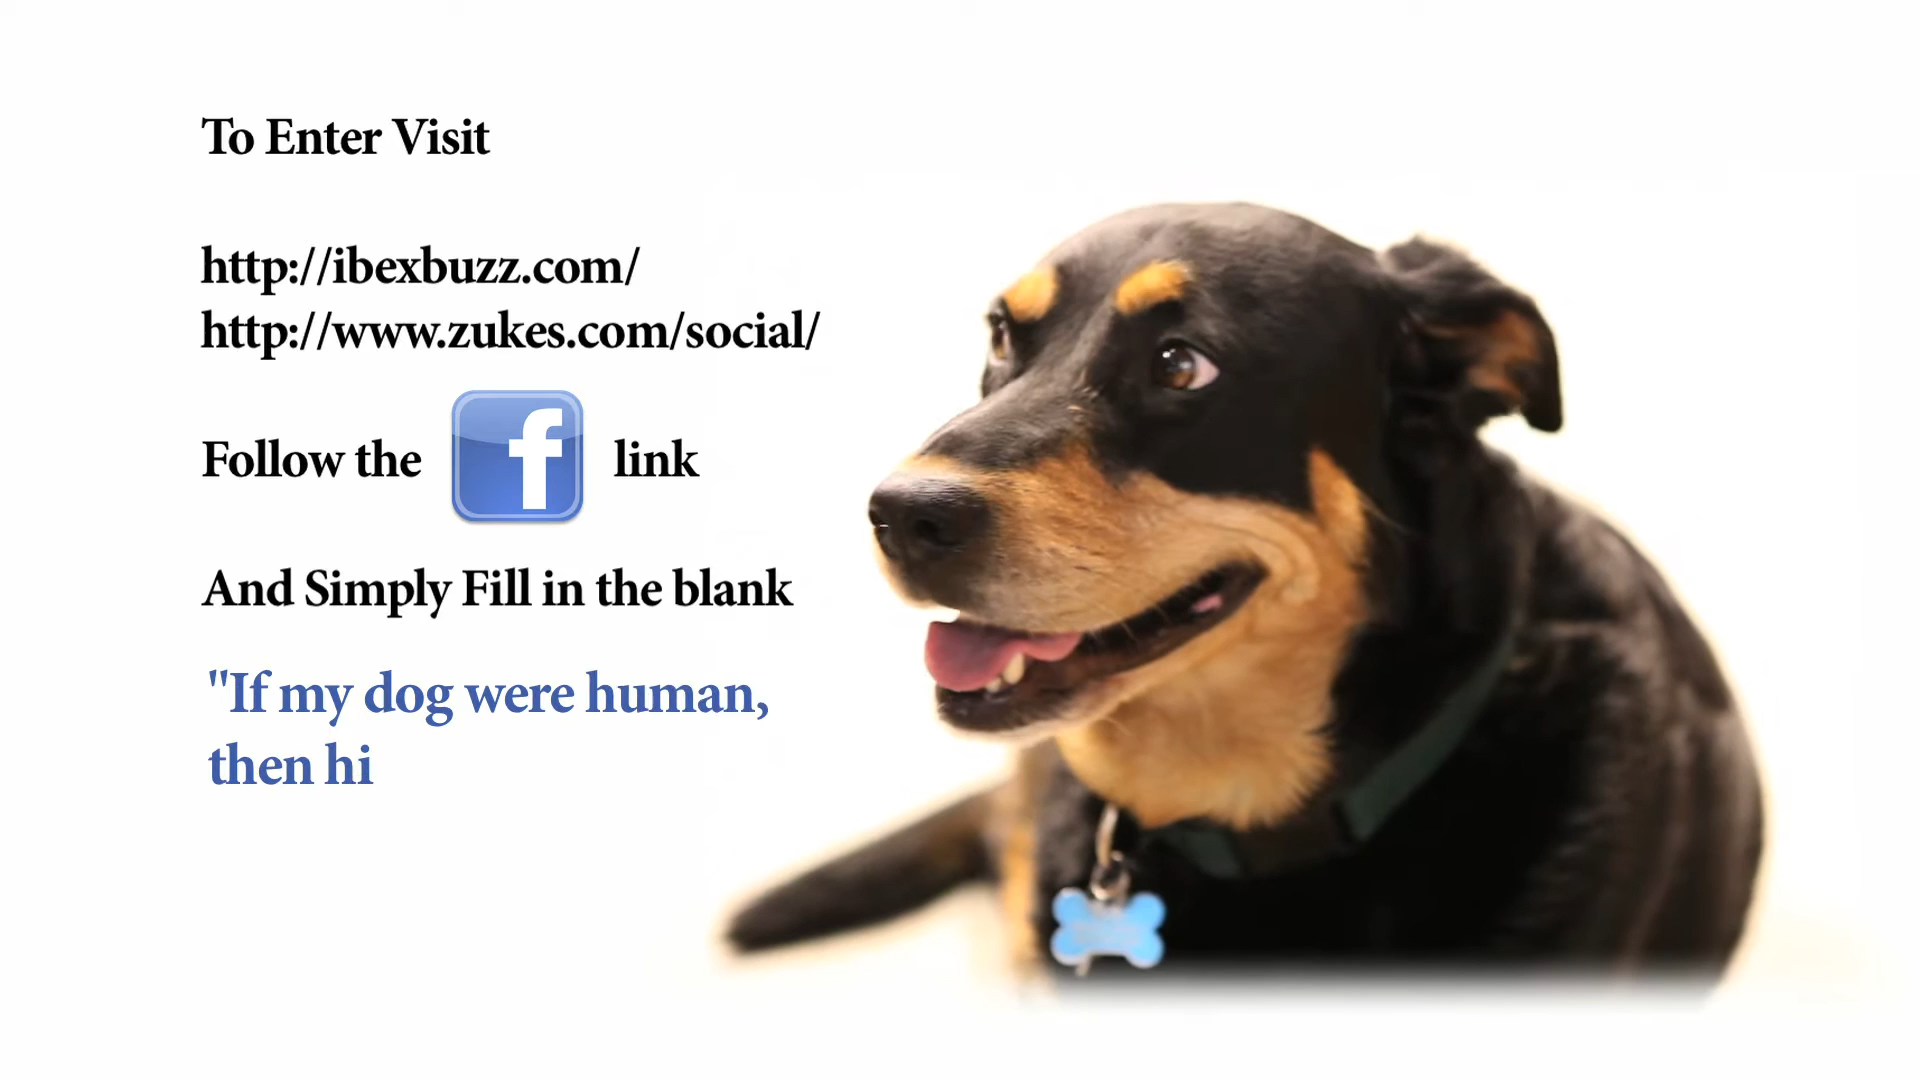 To Enter Visit
http://ibexbuzz.com/
http://www.zukes.com/social/
Follow the f link
And Simply Fill in the blank
"If my dog were human,
then hi